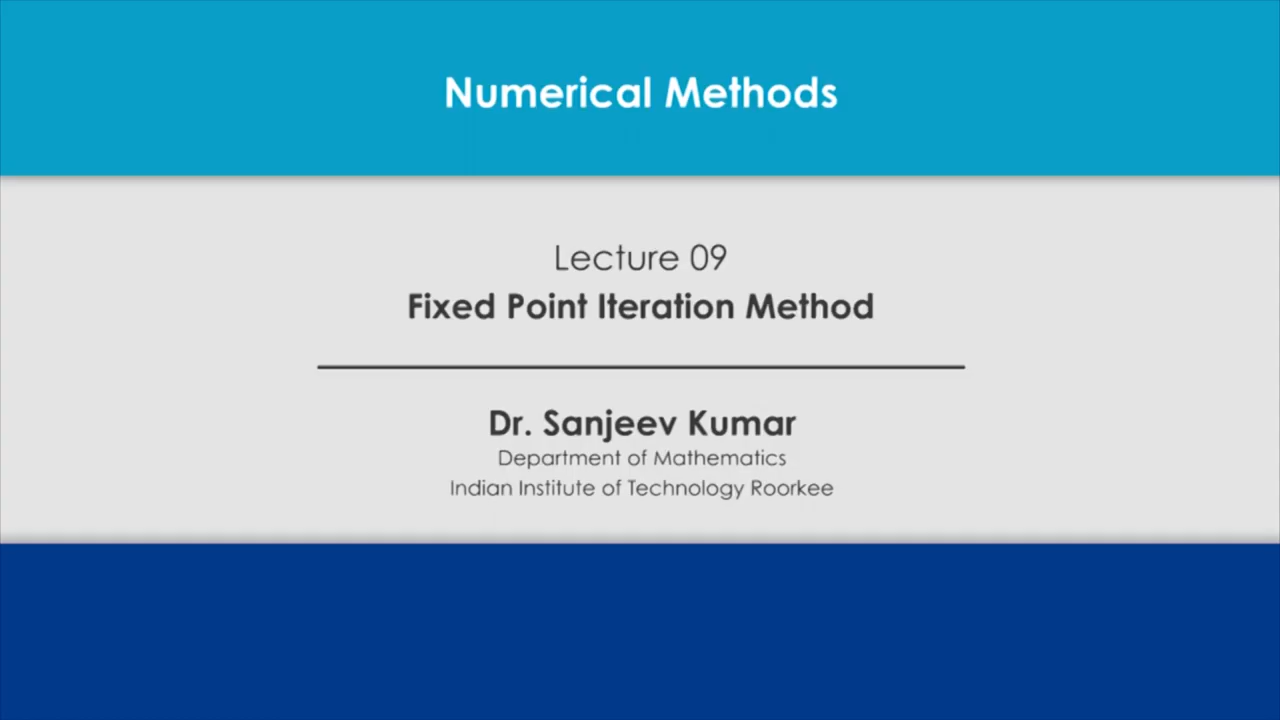 Numerical Methods
Lecture 09
Fixed Point Iteration Method
Dr. Sanjeev Kumar
Department of Mathematics
Indian Institute of Technology Roorkee